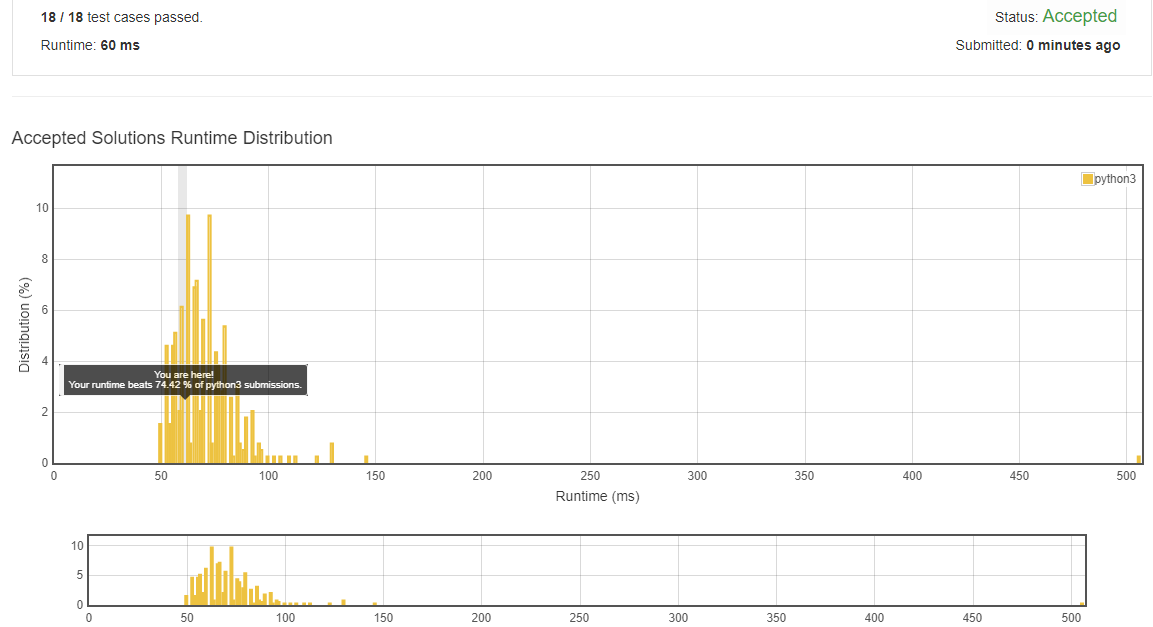 18 / 18 test cases passed.
Status: Accepted
Runtime: 60 ms
Submitted: 0 minutes ago
Accepted Solutions Runtime Distribution
python3
10
8
6
4
2
0
Distribution (%)
You are here!
Your runtime beats 74.42 % of python3 submissions.
0 50 100 150 200 250 300 350 400 450 500
Runtime (ms)
10
5
0
0 50 100 150 200 250 300 350 400 450 500